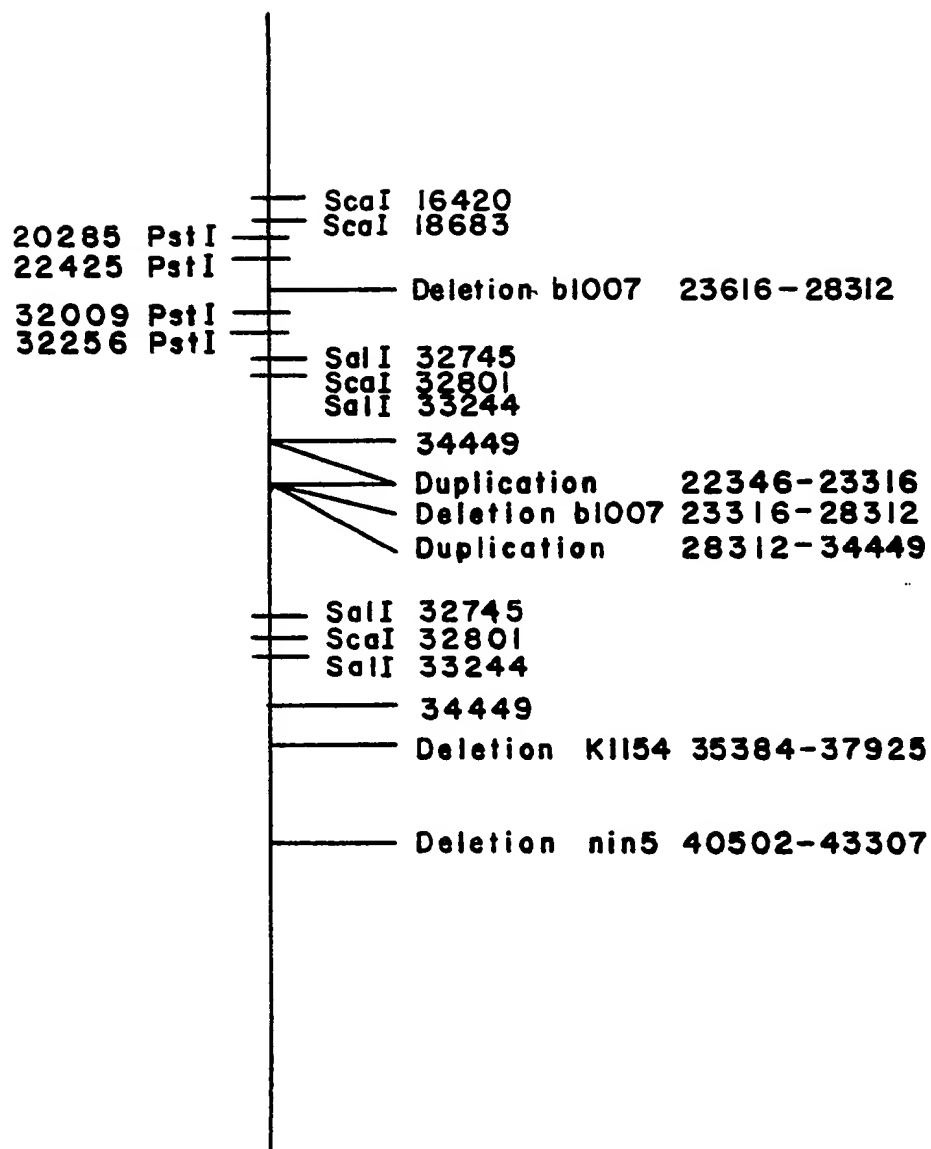 ScaI 16420
ScaI 18683
20285 PstI
22425 PstI
Deletion b1007 23616-28312
32009 PstI
32256 PstI
SalI 32745
ScaI 32801
SalI 33244
34449
Duplication 22346-23316
Deletion b1007 23316-28312
Duplication 28312-34449
SalI 32745
ScaI 32801
SalI 33244
34449
Deletion K1154 35384-37925
Deletion nin5 40502-43307